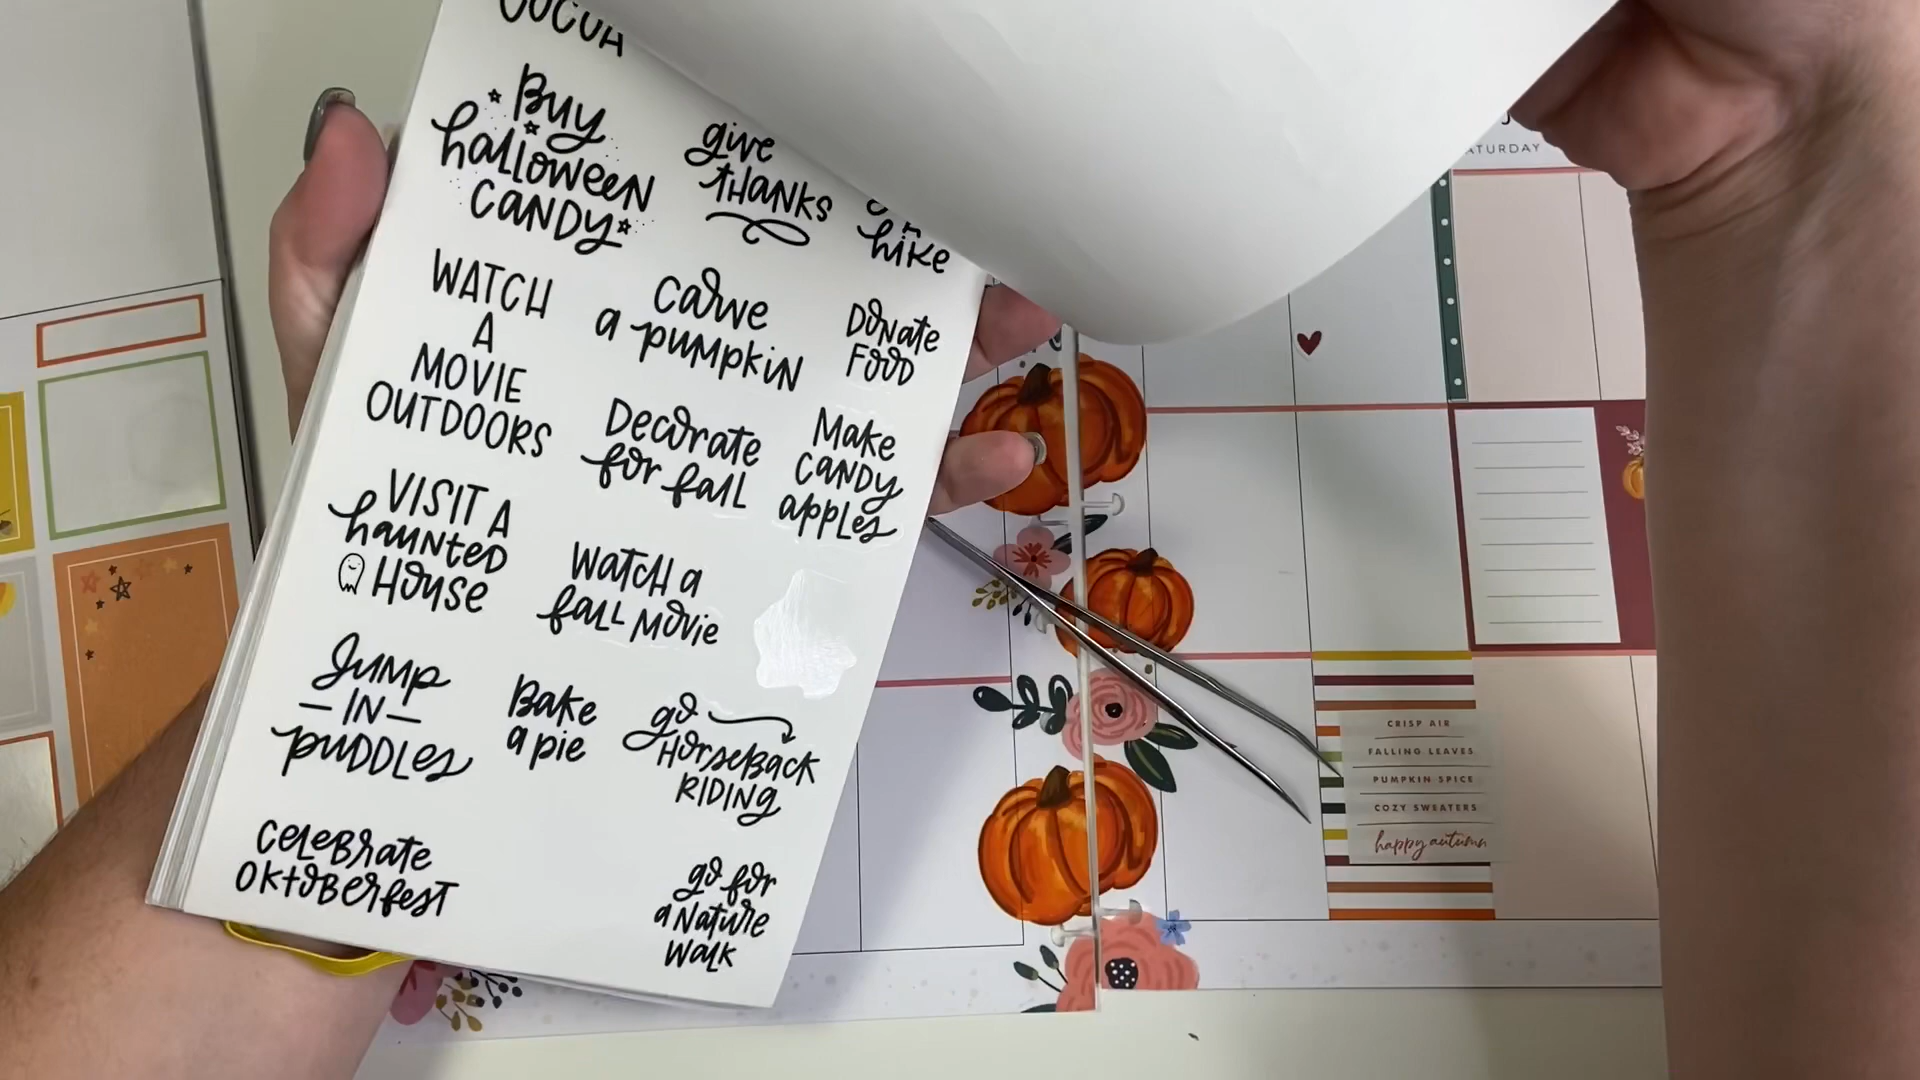 COCOA
Buy
halloween
CANDY
give
THANKS
hike
WATCH
A
MOVIE
OUTDOORS
carve
a pumpkin
Donate
Food
Decorate
for fall
Make
CANDY
apples
VISIT A
haunted
House
Watch a
fall Movie
Jump
—IN—
puddles
Bake
a pie
go
Horseback
RIDING
Celebrate
Oktoberfest
go for
a Nature
Walk
CRISP AIR
FALLING LEAVES
PUMPKIN SPICE
COZY SWEATERS
happy autumn